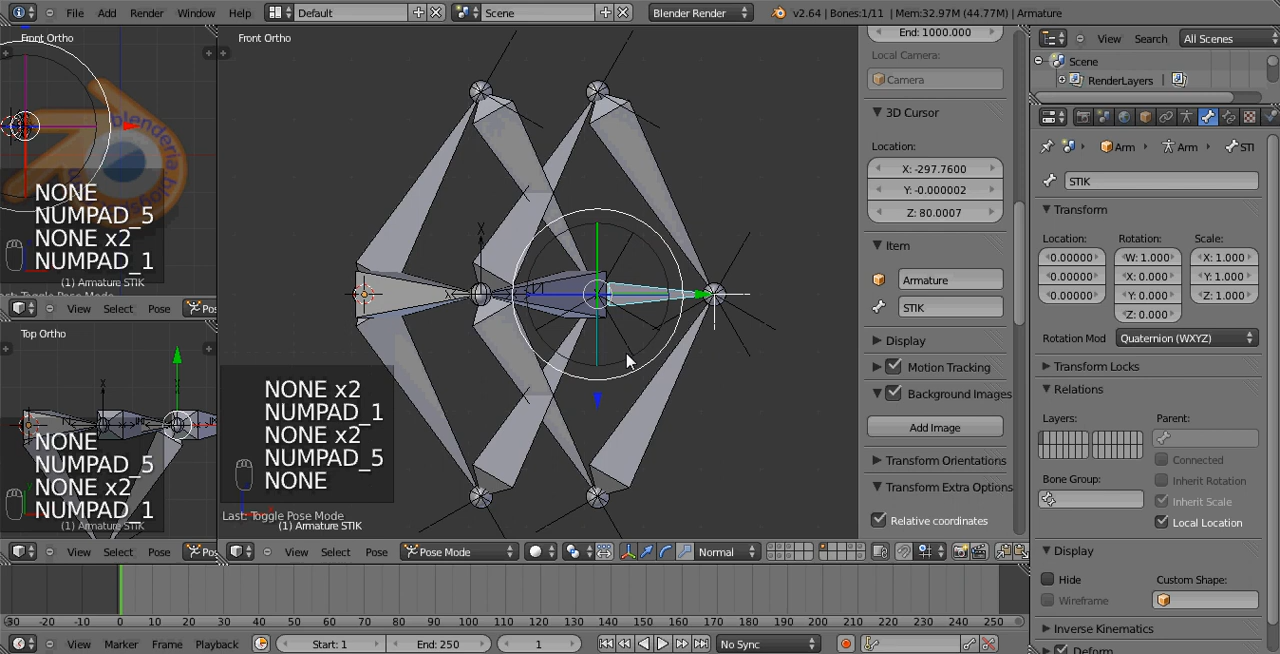 File Add Render Window Help Default Scene Blender Render v2.64 | Bones:1/11 | Mem:32.97M (44.77M) | Armature
Front Ortho
blenderia
NONE
NUMPAD_5
NONE x2
NUMPAD_1
(1) Armature STIK
Last: Toggle Pose Mode
View Select Pose Pos
Top Ortho
X
X
NONE
NUMPAD_5
NONE x2
NUMPAD_1
(1) Armature STIK
View Select Pose Po
Front Ortho
X
NONE x2
NUMPAD_1
NONE x2
NUMPAD_5
NONE
Last: Toggle Pose Mode
(1) Armature STIK
View Select Pose Pose Mode Normal
End: 1000.000
Local Camera:
Camera
3D Cursor
Location:
X: -297.7600
Y: -0.000002
Z: 80.0007
Item
Armature
STIK
Display
Motion Tracking
Background Images
Add Image
Transform Orientations
Transform Extra Options
Relative coordinates
View Search All Scenes
Scene
RenderLayers |
Arm Arm STI
STIK
Transform
Location: Rotation: Scale:
0.00000 W: 1.000 X: 1.000
0.00000 X: 0.000 Y: 1.000
0.00000 Y: 0.000 Z: 1.000
Z: 0.000
Rotation Mod Quaternion (WXYZ)
Transform Locks
Relations
Layers: Parent:
Connected
Bone Group: Inherit Rotation
Inherit Scale
Local Location
Display
Hide Custom Shape:
Wireframe
Inverse Kinematics
Deform
-30 -20 -10 0 10 20 30 40 50 60 70 80 90 100 110 120 130 140 150 160 170 180 190 200 210 220 230 240 250
View Marker Frame Playback Start: 1 End: 250 1 No Sync